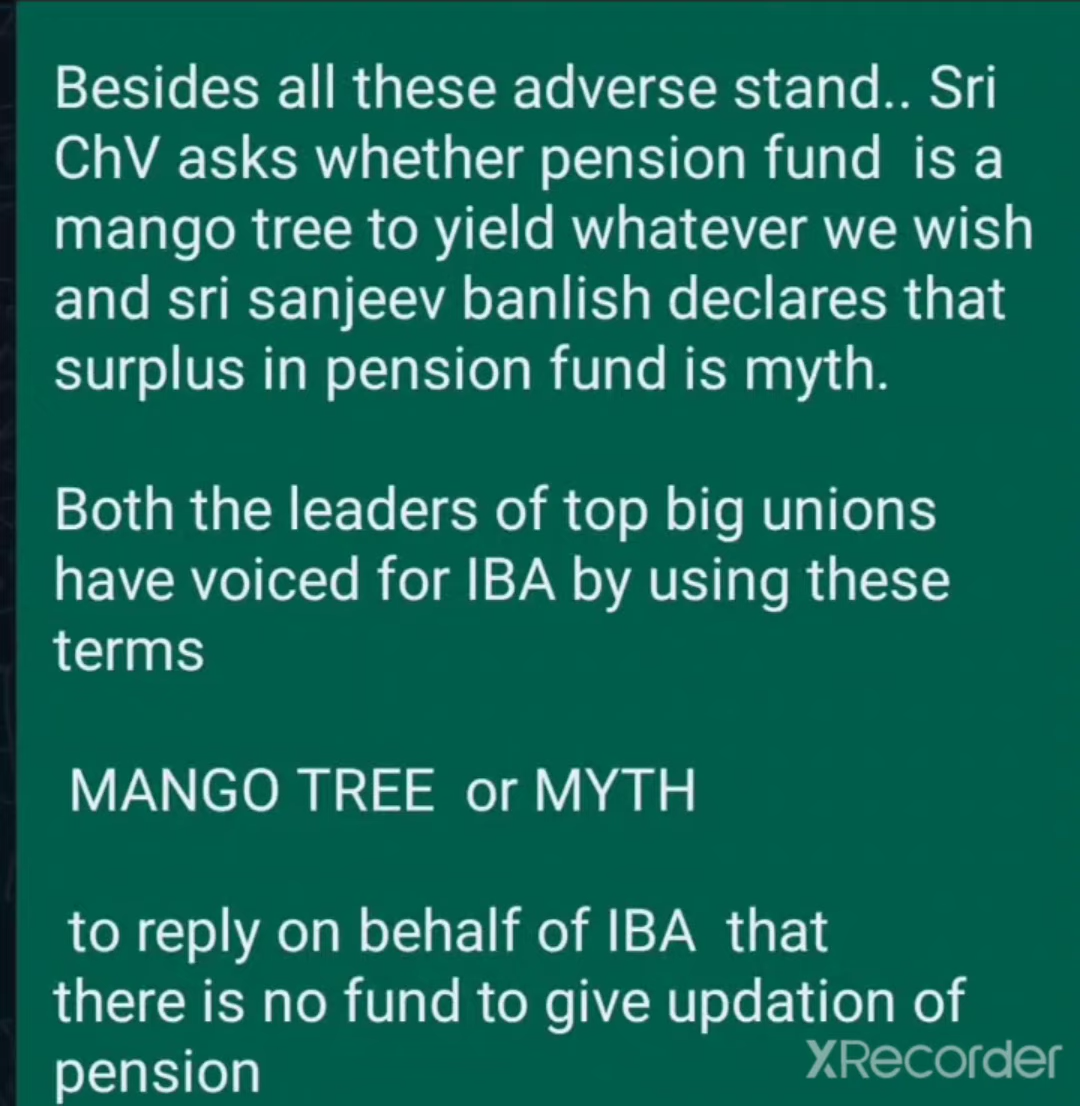 Besides all these adverse stand.. Sri
ChV asks whether pension fund  is a
mango tree to yield whatever we wish
and sri sanjeev banlish declares that
surplus in pension fund is myth.
Both the leaders of top big unions
have voiced for IBA by using these
terms
MANGO TREE  or MYTH
to reply on behalf of IBA  that
there is no fund to give updation of
pension
XRecorder